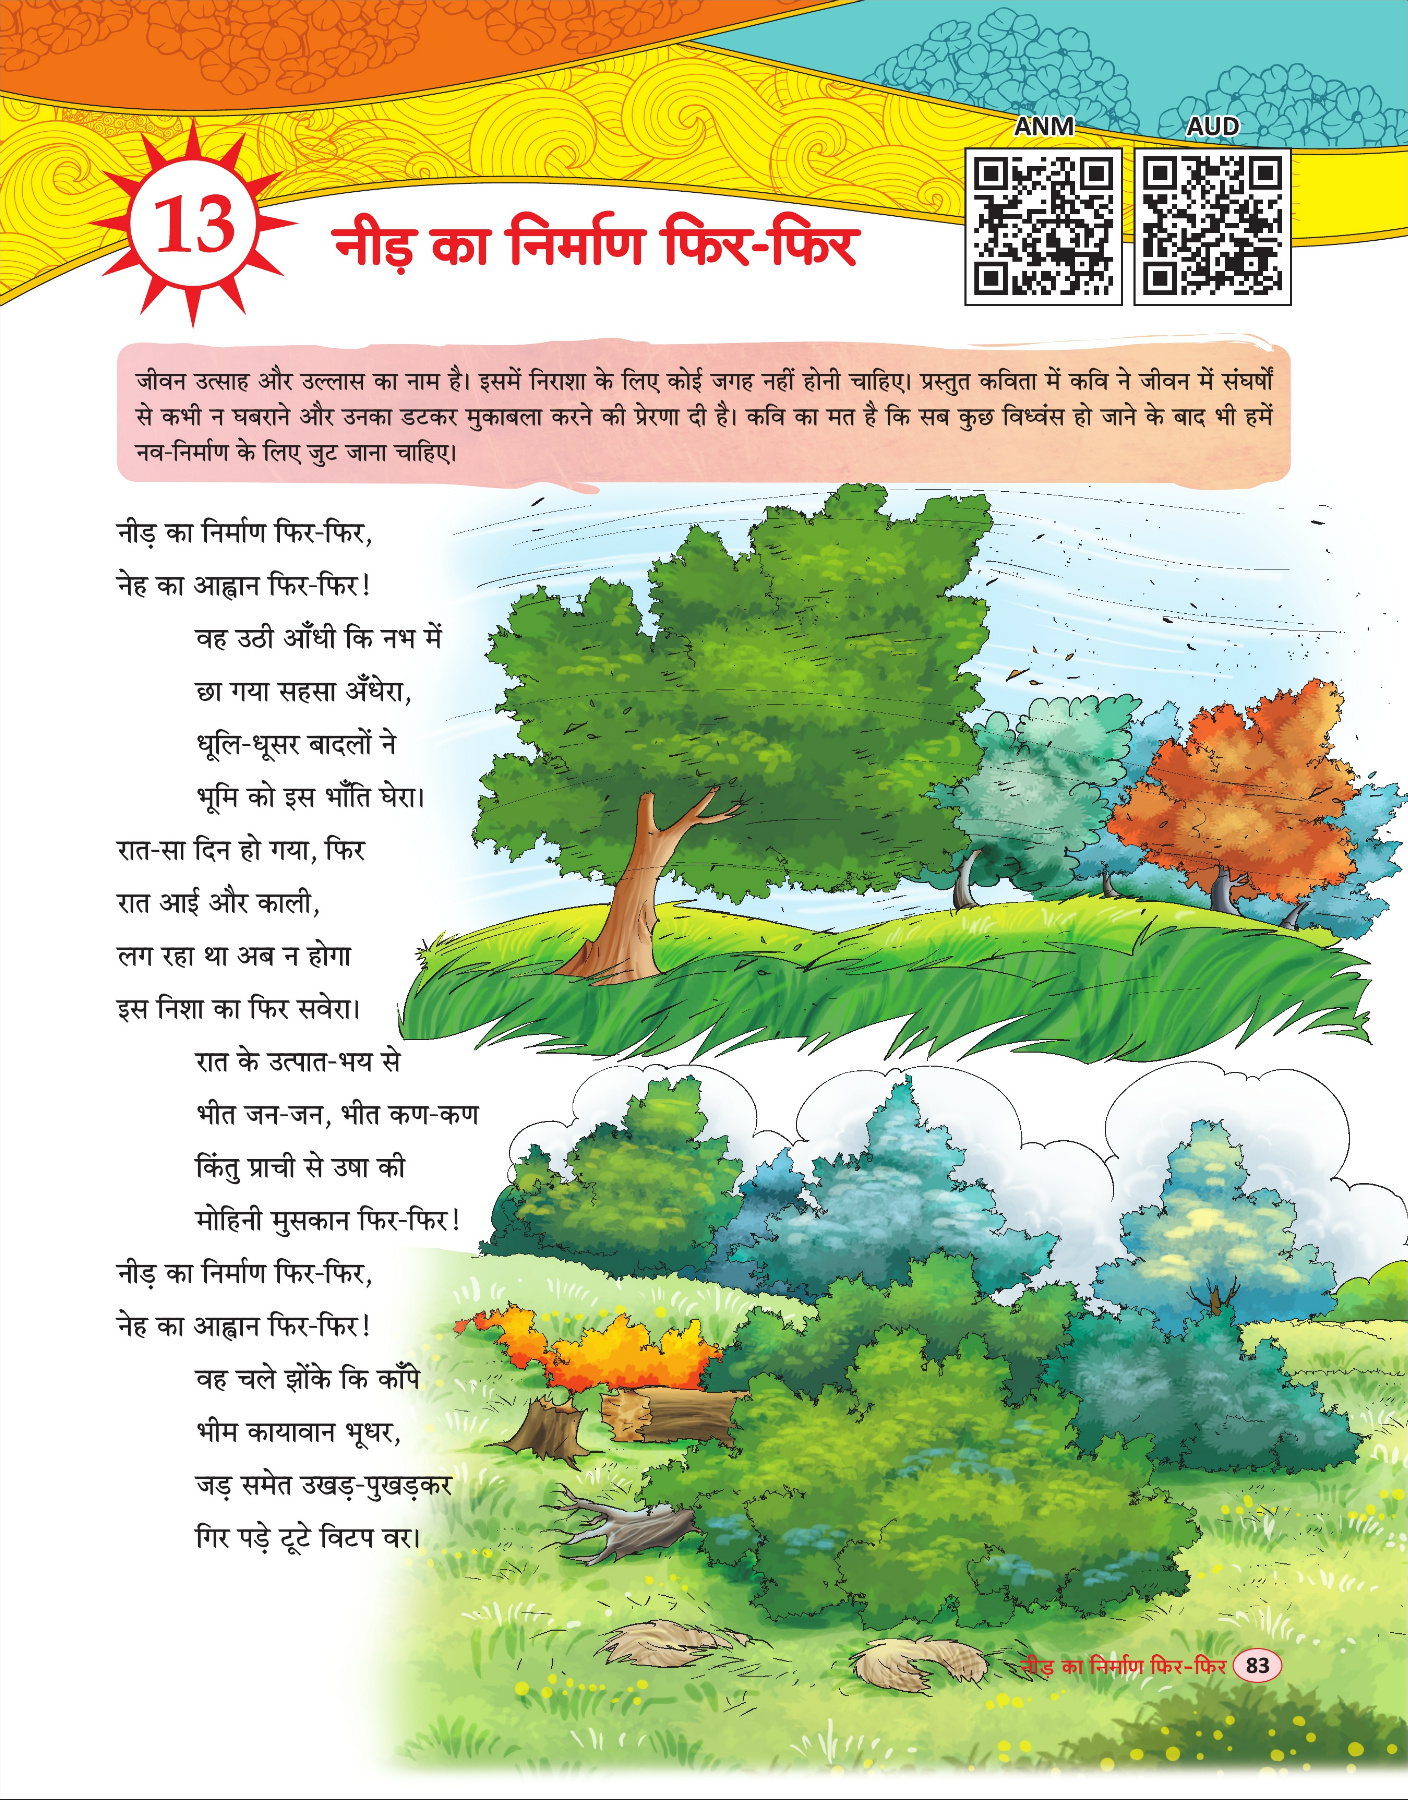 ANM
AUD
13
नीड़ का निर्माण फिर-फिर
जीवन उत्साह और उल्लास का नाम है। इसमें निराशा के लिए कोई जगह नहीं होनी चाहिए। प्रस्तुत कविता में कवि ने जीवन में संघर्षों
से कभी न घबराने और उनका डटकर मुकाबला करने की प्रेरणा दी है। कवि का मत है कि सब कुछ विध्वंस हो जाने के बाद भी हमें
नव-निर्माण के लिए जुट जाना चाहिए।
नीड़ का निर्माण फिर-फिर,
नेह का आह्वान फिर-फिर!
वह उठी आँधी कि नभ में
छा गया सहसा अँधेरा,
धूलि-धूसर बादलों ने
भूमि को इस भाँति घेरा।
रात-सा दिन हो गया, फिर
रात आई और काली,
लग रहा था अब न होगा
इस निशा का फिर सवेरा।
रात के उत्पात-भय से
भीत जन-जन, भीत कण-कण
किंतु प्राची से उषा की
मोहिनी मुसकान फिर-फिर!
नीड़ का निर्माण फिर-फिर,
नेह का आह्वान फिर-फिर!
वह चले झोंके कि काँपे
भीम कायावान भूधर,
जड़ समेत उखड़-पुखड़कर
गिर पड़े टूटे विटप वर।
नीड़ का निर्माण फिर-फिर 83